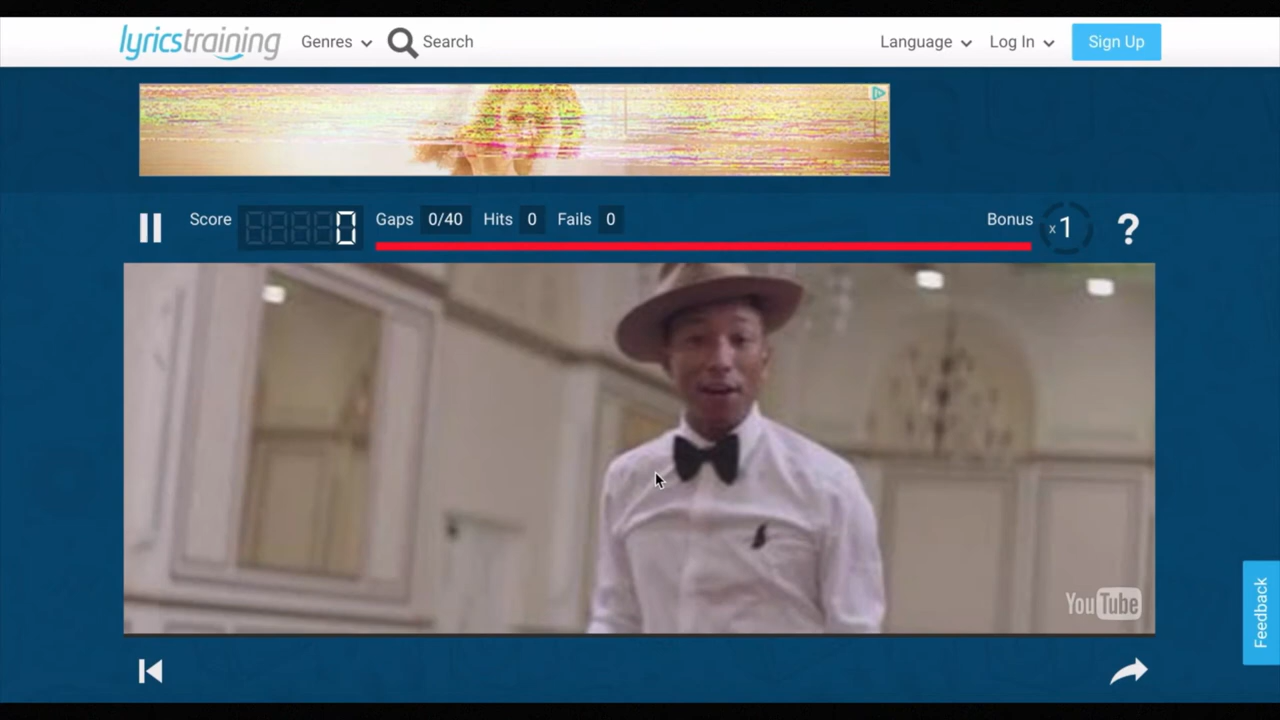 lyricstraining Genres Search Language Log In Sign Up
Score 0 Gaps 0/40 Hits 0 Fails 0 Bonus x1 ?
YouTube
Feedback